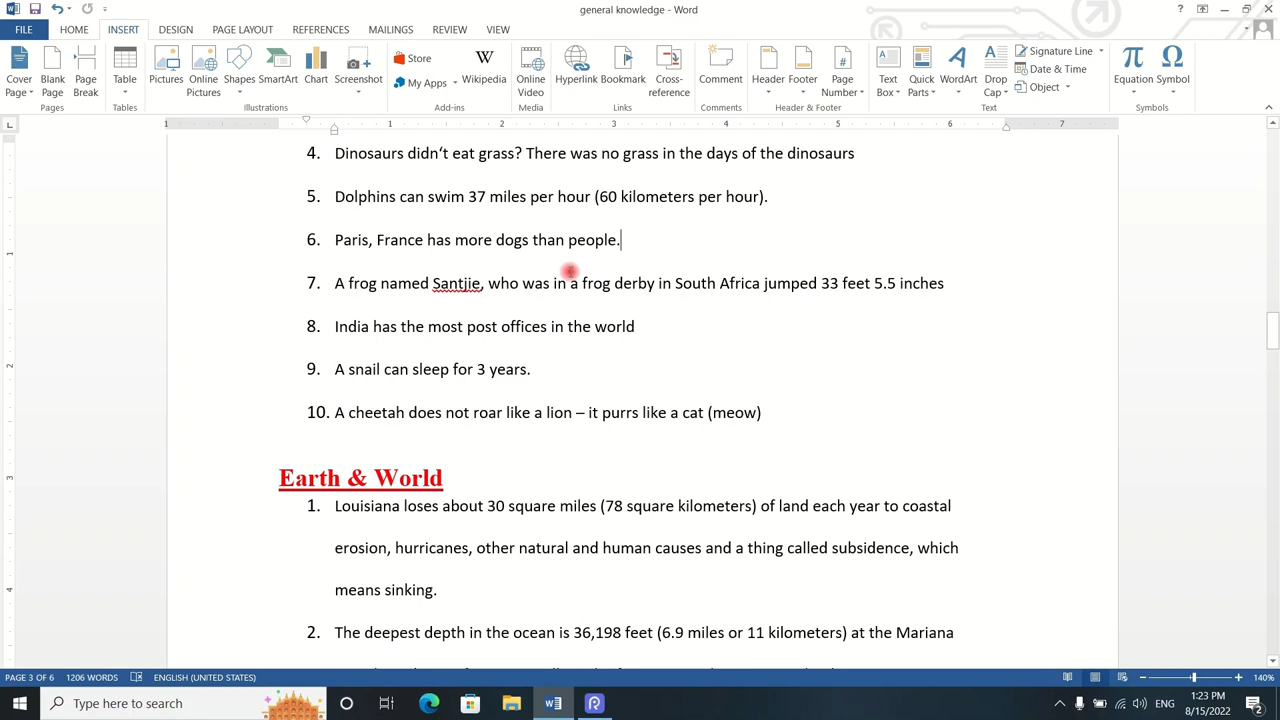 general knowledge - Word
FILE HOME INSERT DESIGN PAGE LAYOUT REFERENCES MAILINGS REVIEW VIEW
Cover Page Blank Page Page Break Table Pictures Online Pictures Shapes SmartArt Chart Screenshot Store My Apps Wikipedia Online Video Hyperlink Bookmark Cross-reference Comment Header Footer Page Number Text Box Quick Parts WordArt Drop Cap Signature Line Date & Time Object Equation Symbol
Pages Tables Illustrations Add-ins Media Links Comments Header & Footer Text Symbols
1 1 2 3 4 5 6 7
4. Dinosaurs didn‘t eat grass? There was no grass in the days of the dinosaurs
5. Dolphins can swim 37 miles per hour (60 kilometers per hour).
6. Paris, France has more dogs than people.
7. A frog named Santjie, who was in a frog derby in South Africa jumped 33 feet 5.5 inches
8. India has the most post offices in the world
9. A snail can sleep for 3 years.
10. A cheetah does not roar like a lion – it purrs like a cat (meow)
Earth & World
1. Louisiana loses about 30 square miles (78 square kilometers) of land each year to coastal
erosion, hurricanes, other natural and human causes and a thing called subsidence, which
means sinking.
2. The deepest depth in the ocean is 36,198 feet (6.9 miles or 11 kilometers) at the Mariana
PAGE 3 OF 6 1206 WORDS ENGLISH (UNITED STATES) 140%
Type here to search ENG 1:23 PM
8/15/2022